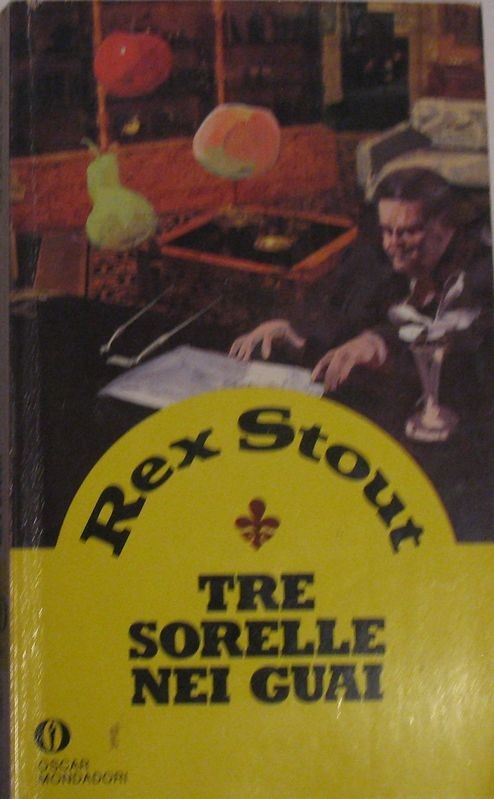 Rex Stout
TRE
SORELLE
NEI GUAI
OSCAR
MONDADORI